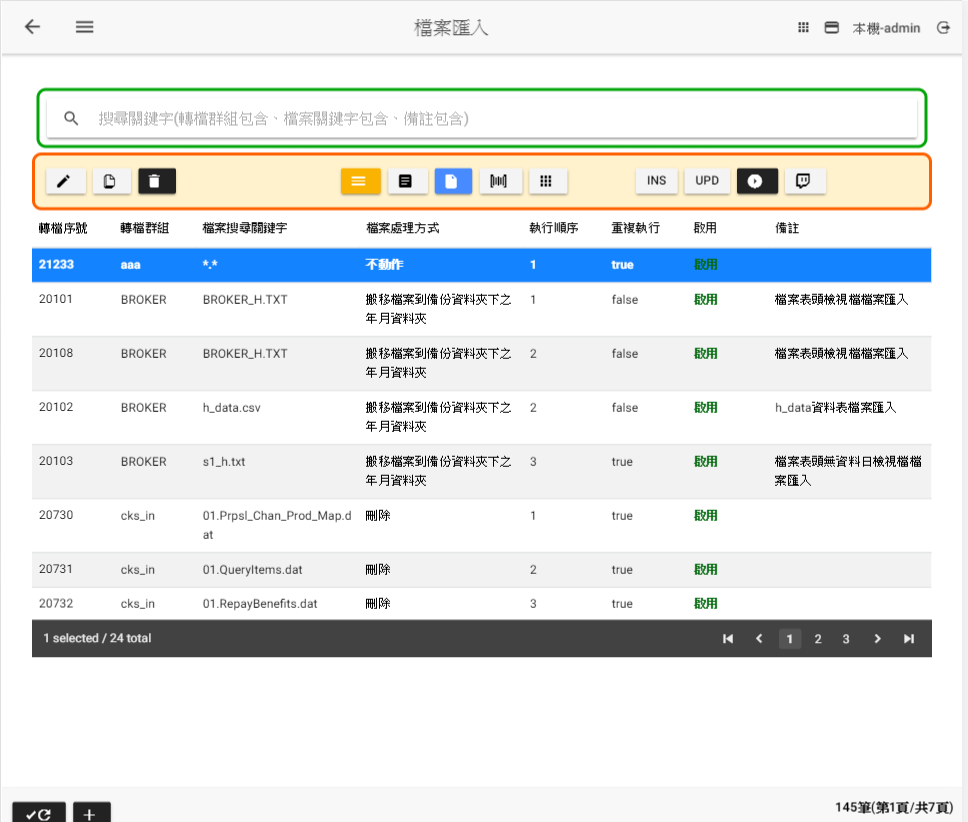 檔案匯入
本機-admin
搜尋關鍵字(轉檔群組包含、檔案關鍵字包含、備註包含)
INS UPD
轉檔序號 轉檔群組 檔案搜尋關鍵字 檔案處理方式 執行順序 重複執行 啟用 備註
21233 aaa *.* 不動作 1 true 啟用
20101 BROKER BROKER_H.TXT 搬移檔案到備份資料夾下之 1 false 啟用 檔案表頭檢視檔檔案匯入
年月資料夾
20108 BROKER BROKER_H.TXT 搬移檔案到備份資料夾下之 2 false 啟用 檔案表頭檢視檔檔案匯入
年月資料夾
20102 BROKER h_data.csv 搬移檔案到備份資料夾下之 2 false 啟用 h_data資料表檔案匯入
年月資料夾
20103 BROKER s1_h.txt 搬移檔案到備份資料夾下之 3 true 啟用 檔案表頭無資料日檢視檔檔
年月資料夾 案匯入
20730 cks_in 01.Prpsl_Chan_Prod_Map.d 刪除 1 true 啟用
at
20731 cks_in 01.QueryItems.dat 刪除 2 true 啟用
20732 cks_in 01.RepayBenefits.dat 刪除 3 true 啟用
1 selected / 24 total 1 2 3
145筆(第1頁/共7頁)